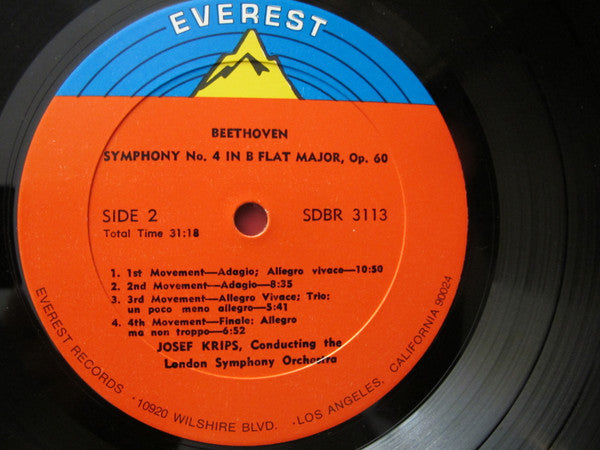 EVEREST
BEETHOVEN
SYMPHONY No. 4 IN B FLAT MAJOR, Op. 60
SIDE 2 SDBR 3113
Total Time 31:18
1. 1st Movement—Adagio; Allegro vivace—10:50
2. 2nd Movement—Adagio—8:35
3. 3rd Movement—Allegro Vivace; Trio:
un poco meno allegro—5:41
4. 4th Movement—Finale: Allegro
ma non troppo—6:52
JOSEF KRIPS, Conducting the
London Symphony Orchestra
EVEREST RECORDS · 10920 WILSHIRE BLVD. · LOS ANGELES, CALIFORNIA 90024